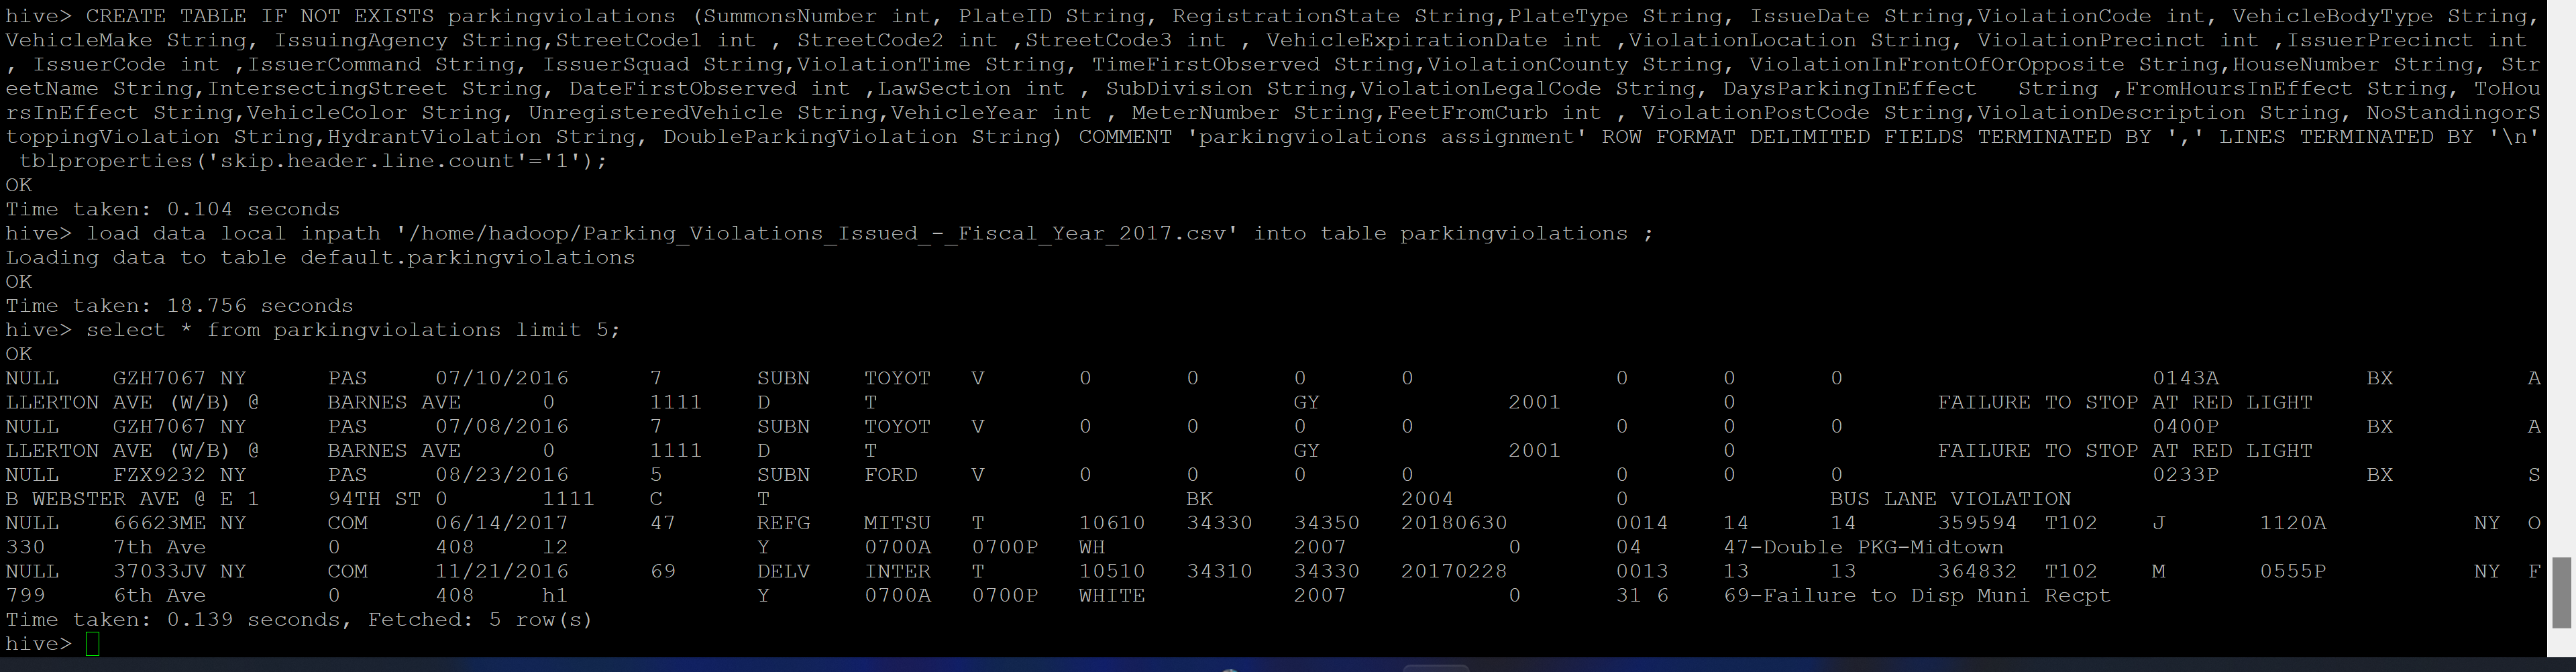 hive> CREATE TABLE IF NOT EXISTS parkingviolations (SummonsNumber int, PlateID String, RegistrationState String,PlateType String, IssueDate String,ViolationCode int, VehicleBodyType String,
VehicleMake String, IssuingAgency String,StreetCode1 int , StreetCode2 int ,StreetCode3 int , VehicleExpirationDate int ,ViolationLocation String, ViolationPrecinct int ,IssuerPrecinct int
, IssuerCode int ,IssuerCommand String, IssuerSquad String,ViolationTime String, TimeFirstObserved String,ViolationCounty String, ViolationInFrontOfOrOpposite String,HouseNumber String, Str
eetName String,IntersectingStreet String, DateFirstObserved int ,LawSection int , SubDivision String,ViolationLegalCode String, DaysParkingInEffect   String ,FromHoursInEffect String, ToHou
rsInEffect String,VehicleColor String, UnregisteredVehicle String,VehicleYear int , MeterNumber String,FeetFromCurb int , ViolationPostCode String,ViolationDescription String, NoStandingorS
toppingViolation String,HydrantViolation String, DoubleParkingViolation String) COMMENT 'parkingviolations assignment' ROW FORMAT DELIMITED FIELDS TERMINATED BY ',' LINES TERMINATED BY '\n'
 tblproperties('skip.header.line.count'='1');
OK
Time taken: 0.104 seconds
hive> load data local inpath '/home/hadoop/Parking_Violations_Issued_-_Fiscal_Year_2017.csv' into table parkingviolations ;
Loading data to table default.parkingviolations
OK
Time taken: 18.756 seconds
hive> select * from parkingviolations limit 5;
OK
NULL GZH7067 NY PAS 07/10/2016 7 SUBN TOYOT V 0 0 0 0 0 0 0 0143A BX A
LLERTON AVE (W/B) @ BARNES AVE 0 1111 D T GY 2001 0 FAILURE TO STOP AT RED LIGHT
NULL GZH7067 NY PAS 07/08/2016 7 SUBN TOYOT V 0 0 0 0 0 0 0 0400P BX A
LLERTON AVE (W/B) @ BARNES AVE 0 1111 D T GY 2001 0 FAILURE TO STOP AT RED LIGHT
NULL FZX9232 NY PAS 08/23/2016 5 SUBN FORD V 0 0 0 0 0 0 0 0233P BX S
B WEBSTER AVE @ E 1 94TH ST 0 1111 C T BK 2004 0 BUS LANE VIOLATION
NULL 66623ME NY COM 06/14/2017 47 REFG MITSU T 10610 34330 34350 20180630 0014 14 14 359594 T102 J 1120A NY O
330 7th Ave 0 408 l2 Y 0700A 0700P WH 2007 0 04 47-Double PKG-Midtown
NULL 37033JV NY COM 11/21/2016 69 DELV INTER T 10510 34310 34330 20170228 0013 13 13 364832 T102 M 0555P NY F
799 6th Ave 0 408 h1 Y 0700A 0700P WHITE 2007 0 31 6 69-Failure to Disp Muni Recpt
Time taken: 0.139 seconds, Fetched: 5 row(s)
hive>